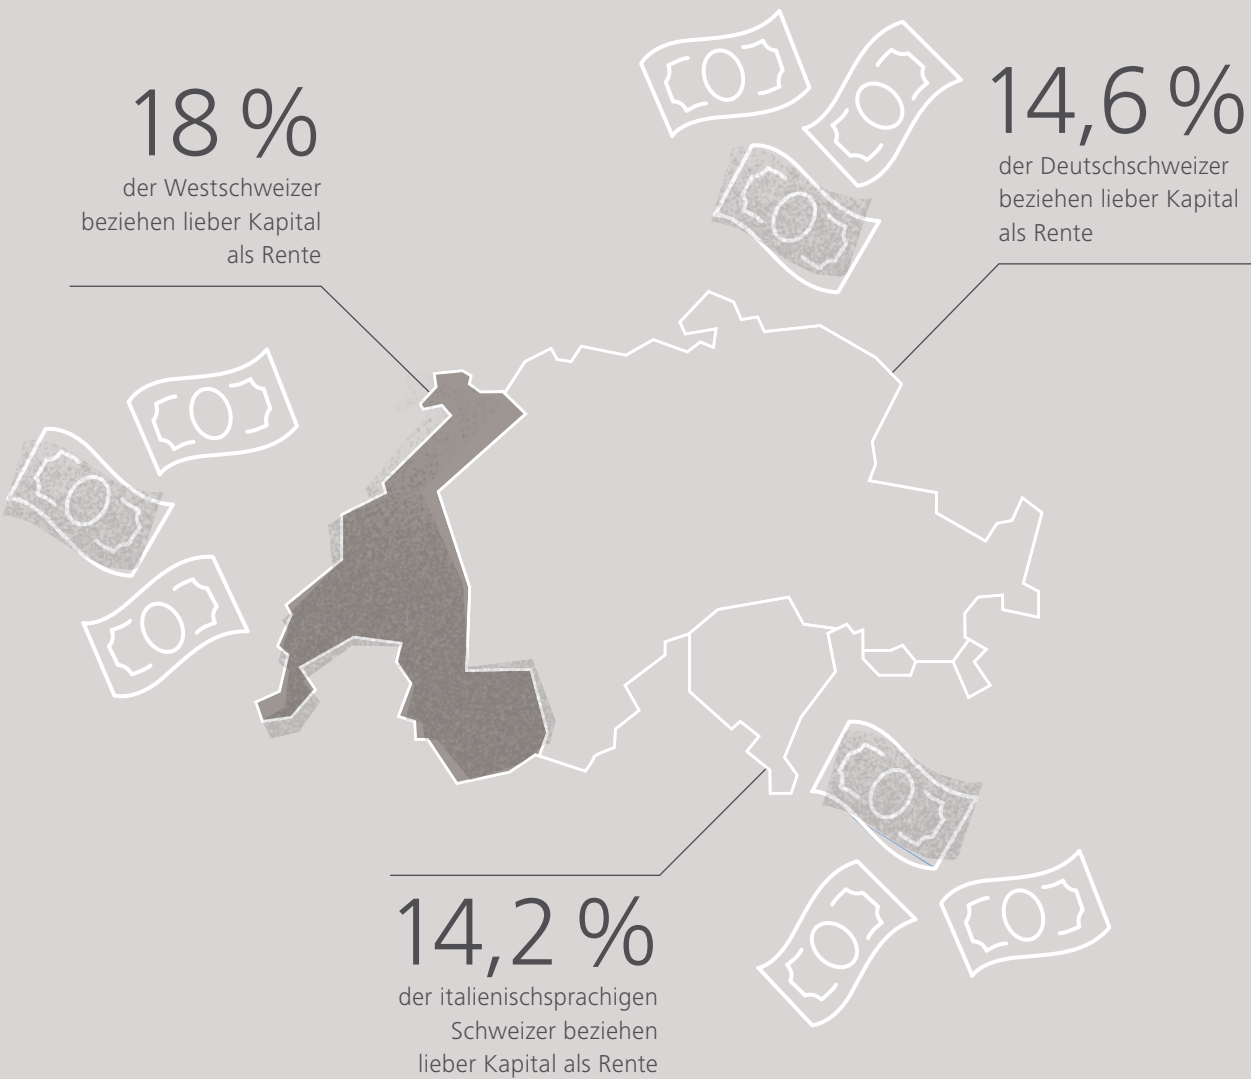 18 %
der Westschweizer
beziehen lieber Kapital
als Rente
14,6 %
der Deutschschweizer
beziehen lieber Kapital
als Rente
14,2 %
der italienischsprachigen
Schweizer beziehen
lieber Kapital als Rente